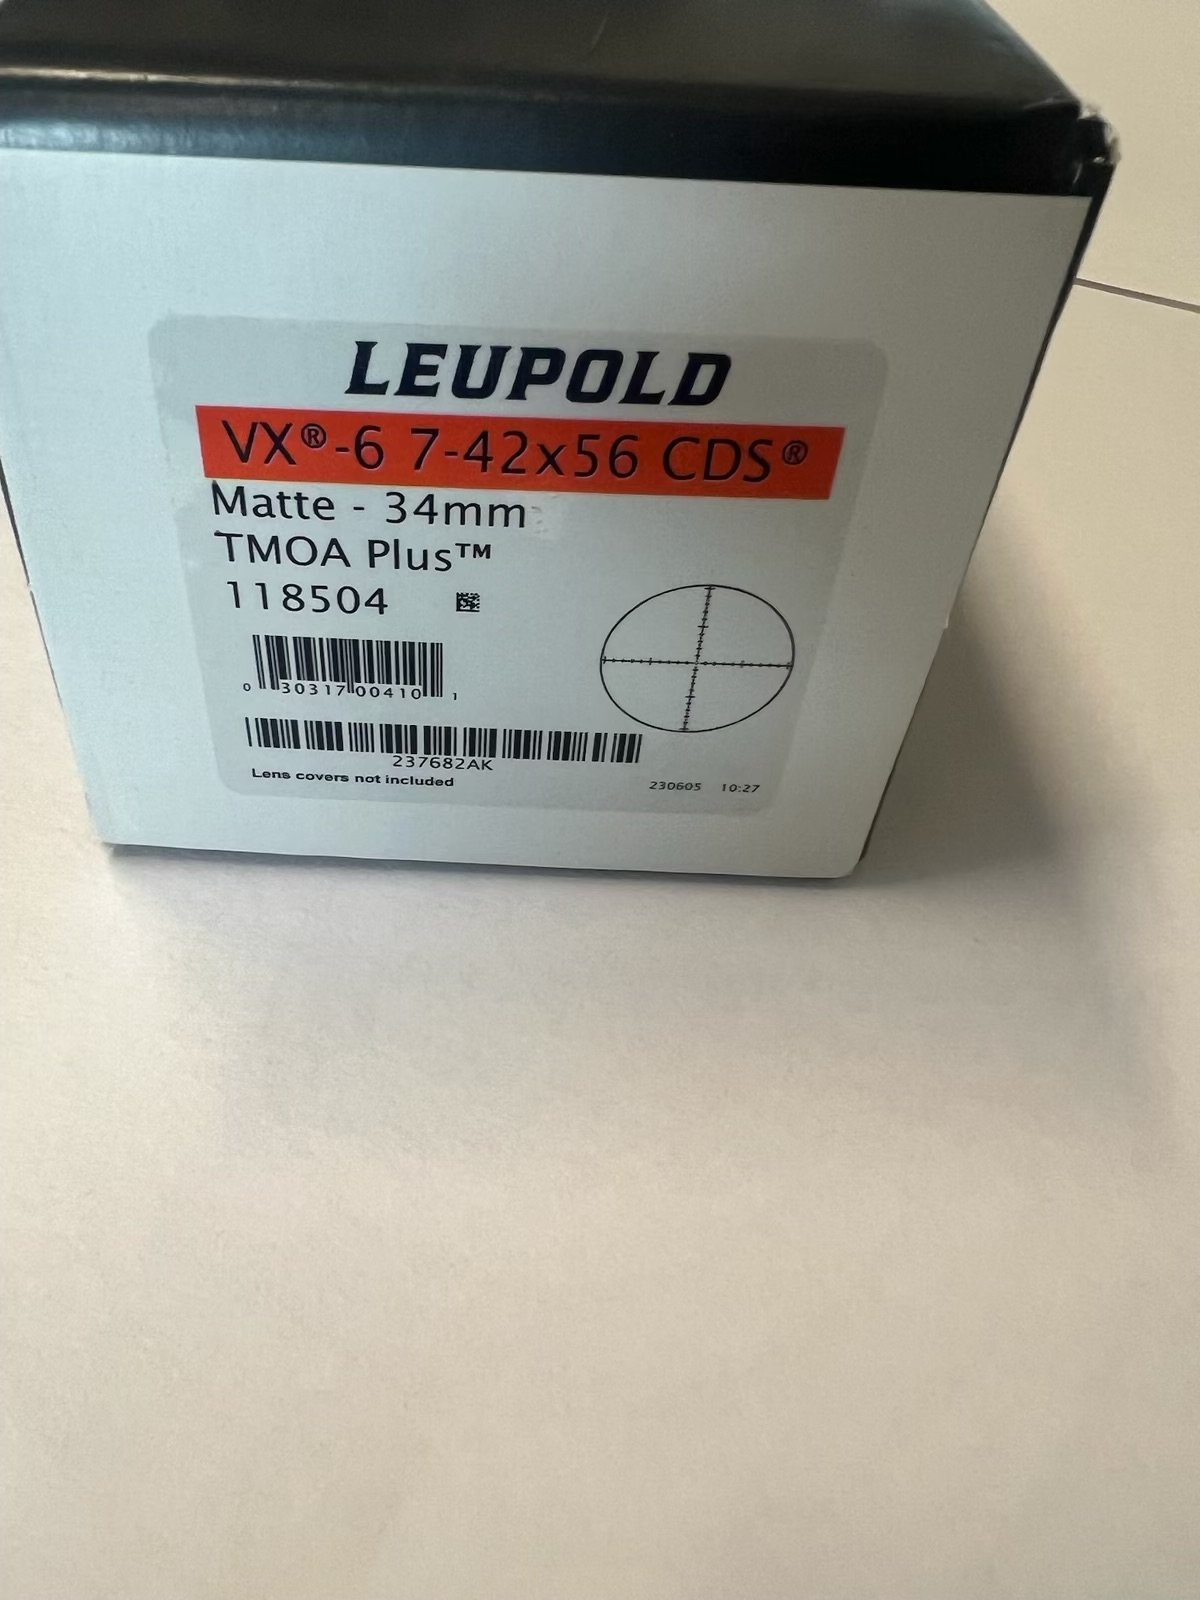 LEUPOLD
VX®-6 7-42x56 CDS®
Matte - 34mm
TMOA Plus™
118504
0 30317 00410 1
237682AK
Lens covers not included
230605 10:27